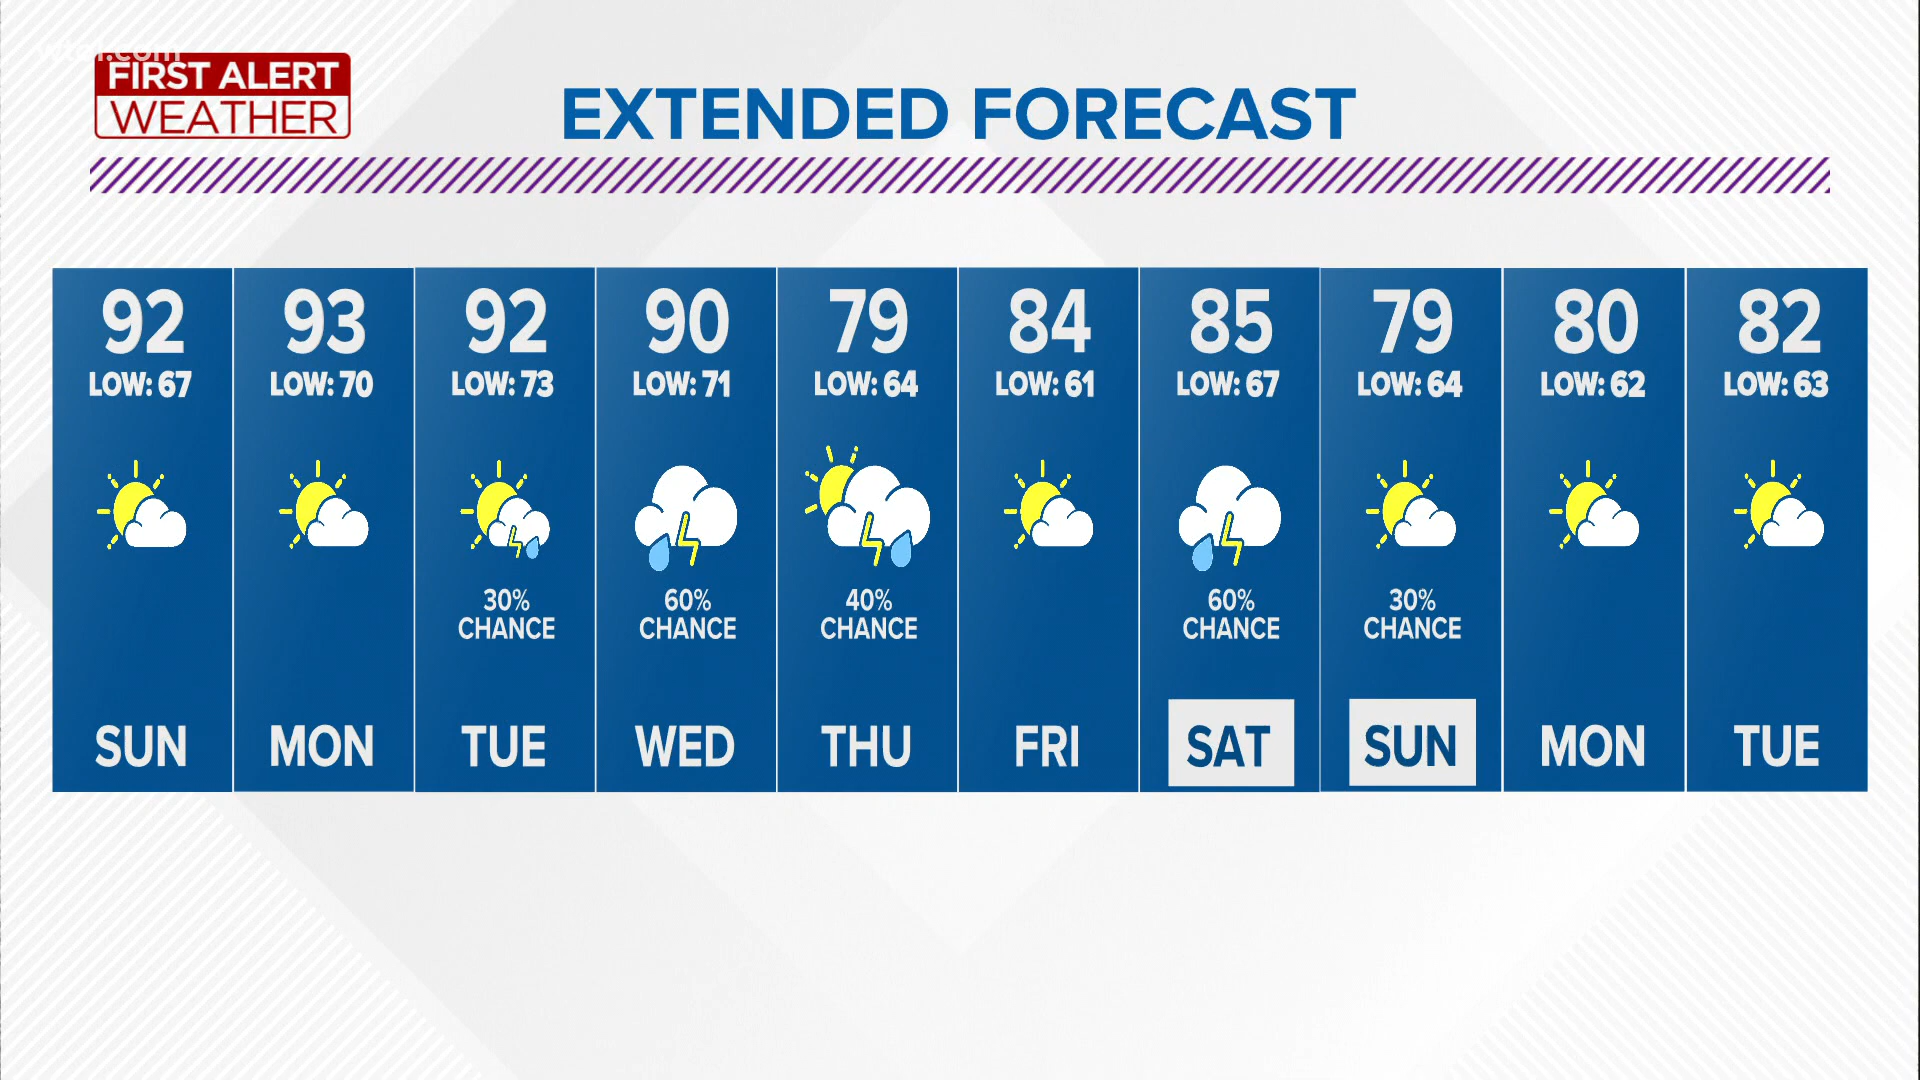 FIRST ALERT
WEATHER
EXTENDED FORECAST
92
LOW: 67
SUN
93
LOW: 70
MON
92
LOW: 73
30%
CHANCE
TUE
90
LOW: 71
60%
CHANCE
WED
79
LOW: 64
40%
CHANCE
THU
84
LOW: 61
FRI
85
LOW: 67
60%
CHANCE
SAT
79
LOW: 64
30%
CHANCE
SUN
80
LOW: 62
MON
82
LOW: 63
TUE